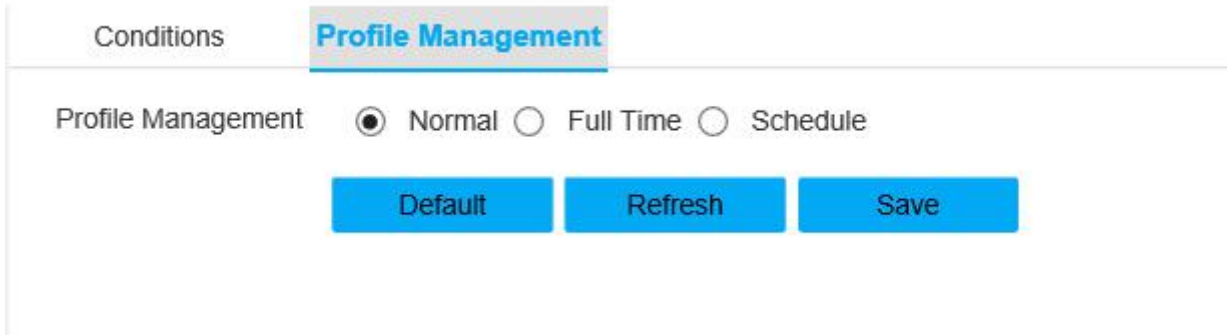 Conditions Profile Management
Profile Management Normal Full Time Schedule
Default Refresh Save